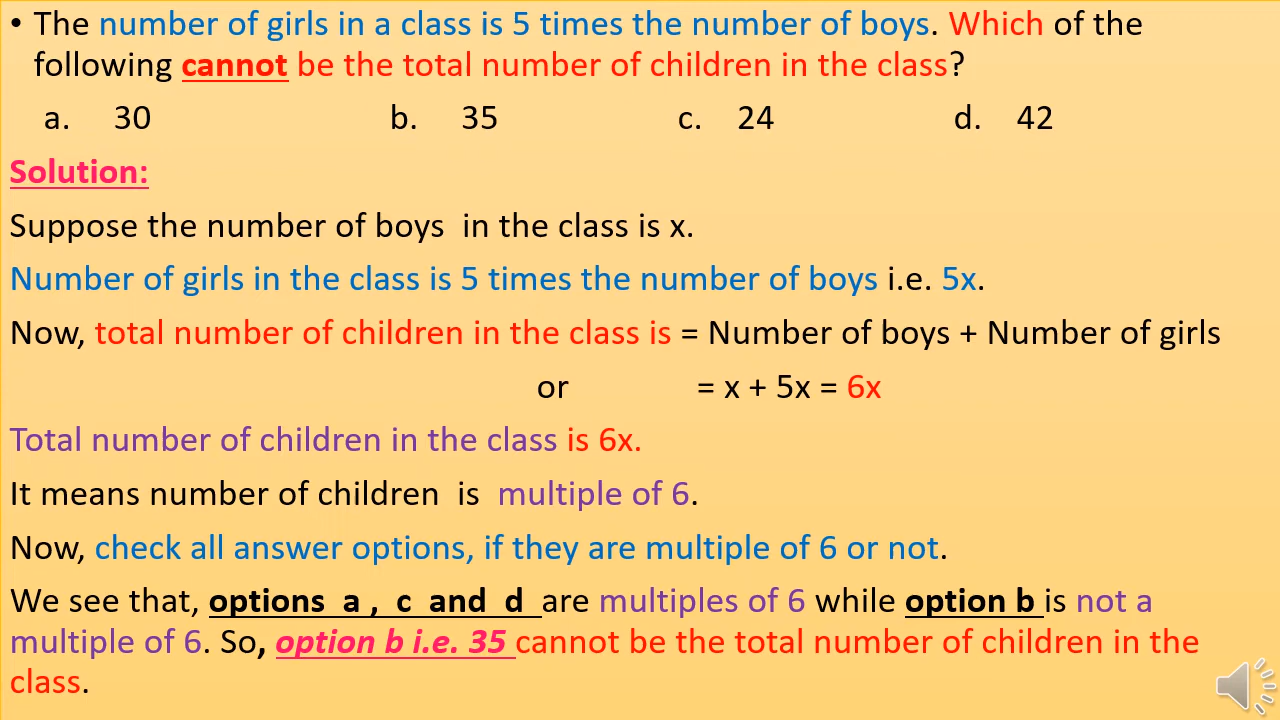 • The number of girls in a class is 5 times the number of boys. Which of the
following cannot be the total number of children in the class?
a. 30 b. 35 c. 24 d. 42
Solution:
Suppose the number of boys in the class is x.
Number of girls in the class is 5 times the number of boys i.e. 5x.
Now, total number of children in the class is = Number of boys + Number of girls
or = x + 5x = 6x
Total number of children in the class is 6x.
It means number of children is multiple of 6.
Now, check all answer options, if they are multiple of 6 or not.
We see that, options a , c and d are multiples of 6 while option b is not a
multiple of 6. So, option b i.e. 35 cannot be the total number of children in the
class.